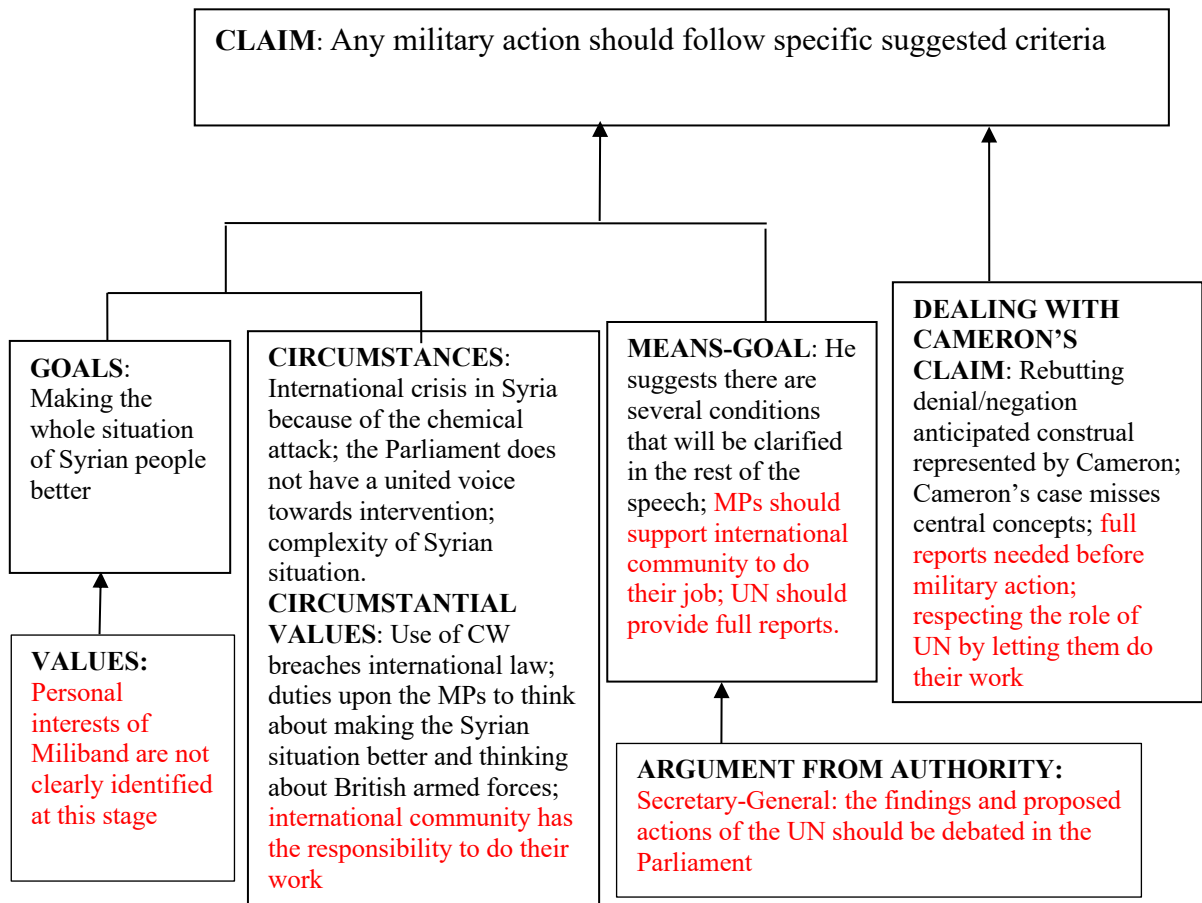 CLAIM: Any military action should follow specific suggested criteria
GOALS:
Making the
whole situation
of Syrian people
better
VALUES:
Personal
interests of
Miliband are not
clearly identified
at this stage
CIRCUMSTANCES:
International crisis in Syria
because of the chemical
attack; the Parliament does
not have a united voice
towards intervention;
complexity of Syrian
situation.
CIRCUMSTANTIAL
VALUES: Use of CW
breaches international law;
duties upon the MPs to think
about making the Syrian
situation better and thinking
about British armed forces;
international community has
the responsibility to do their
work
MEANS-GOAL: He
suggests there are
several conditions
that will be clarified
in the rest of the
speech; MPs should
support international
community to do
their job; UN should
provide full reports.
ARGUMENT FROM AUTHORITY:
Secretary-General: the findings and proposed
actions of the UN should be debated in the
Parliament
DEALING WITH
CAMERON’S
CLAIM: Rebutting
denial/negation
anticipated construal
represented by Cameron;
Cameron’s case misses
central concepts; full
reports needed before
military action;
respecting the role of
UN by letting them do
their work